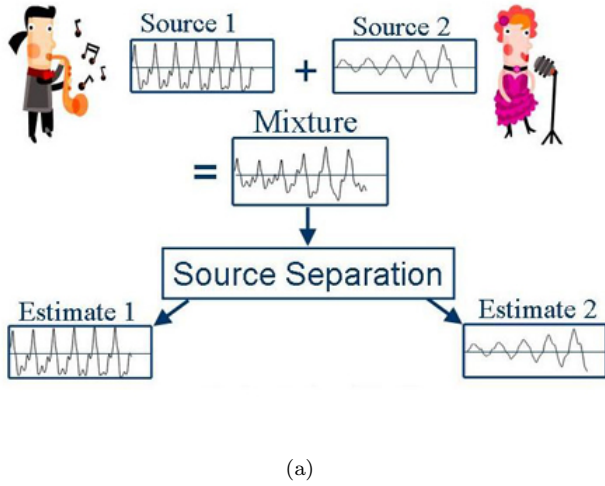 Source 1
Source 2
+
Mixture
=
Source Separation
Estimate 1
Estimate 2
(a)